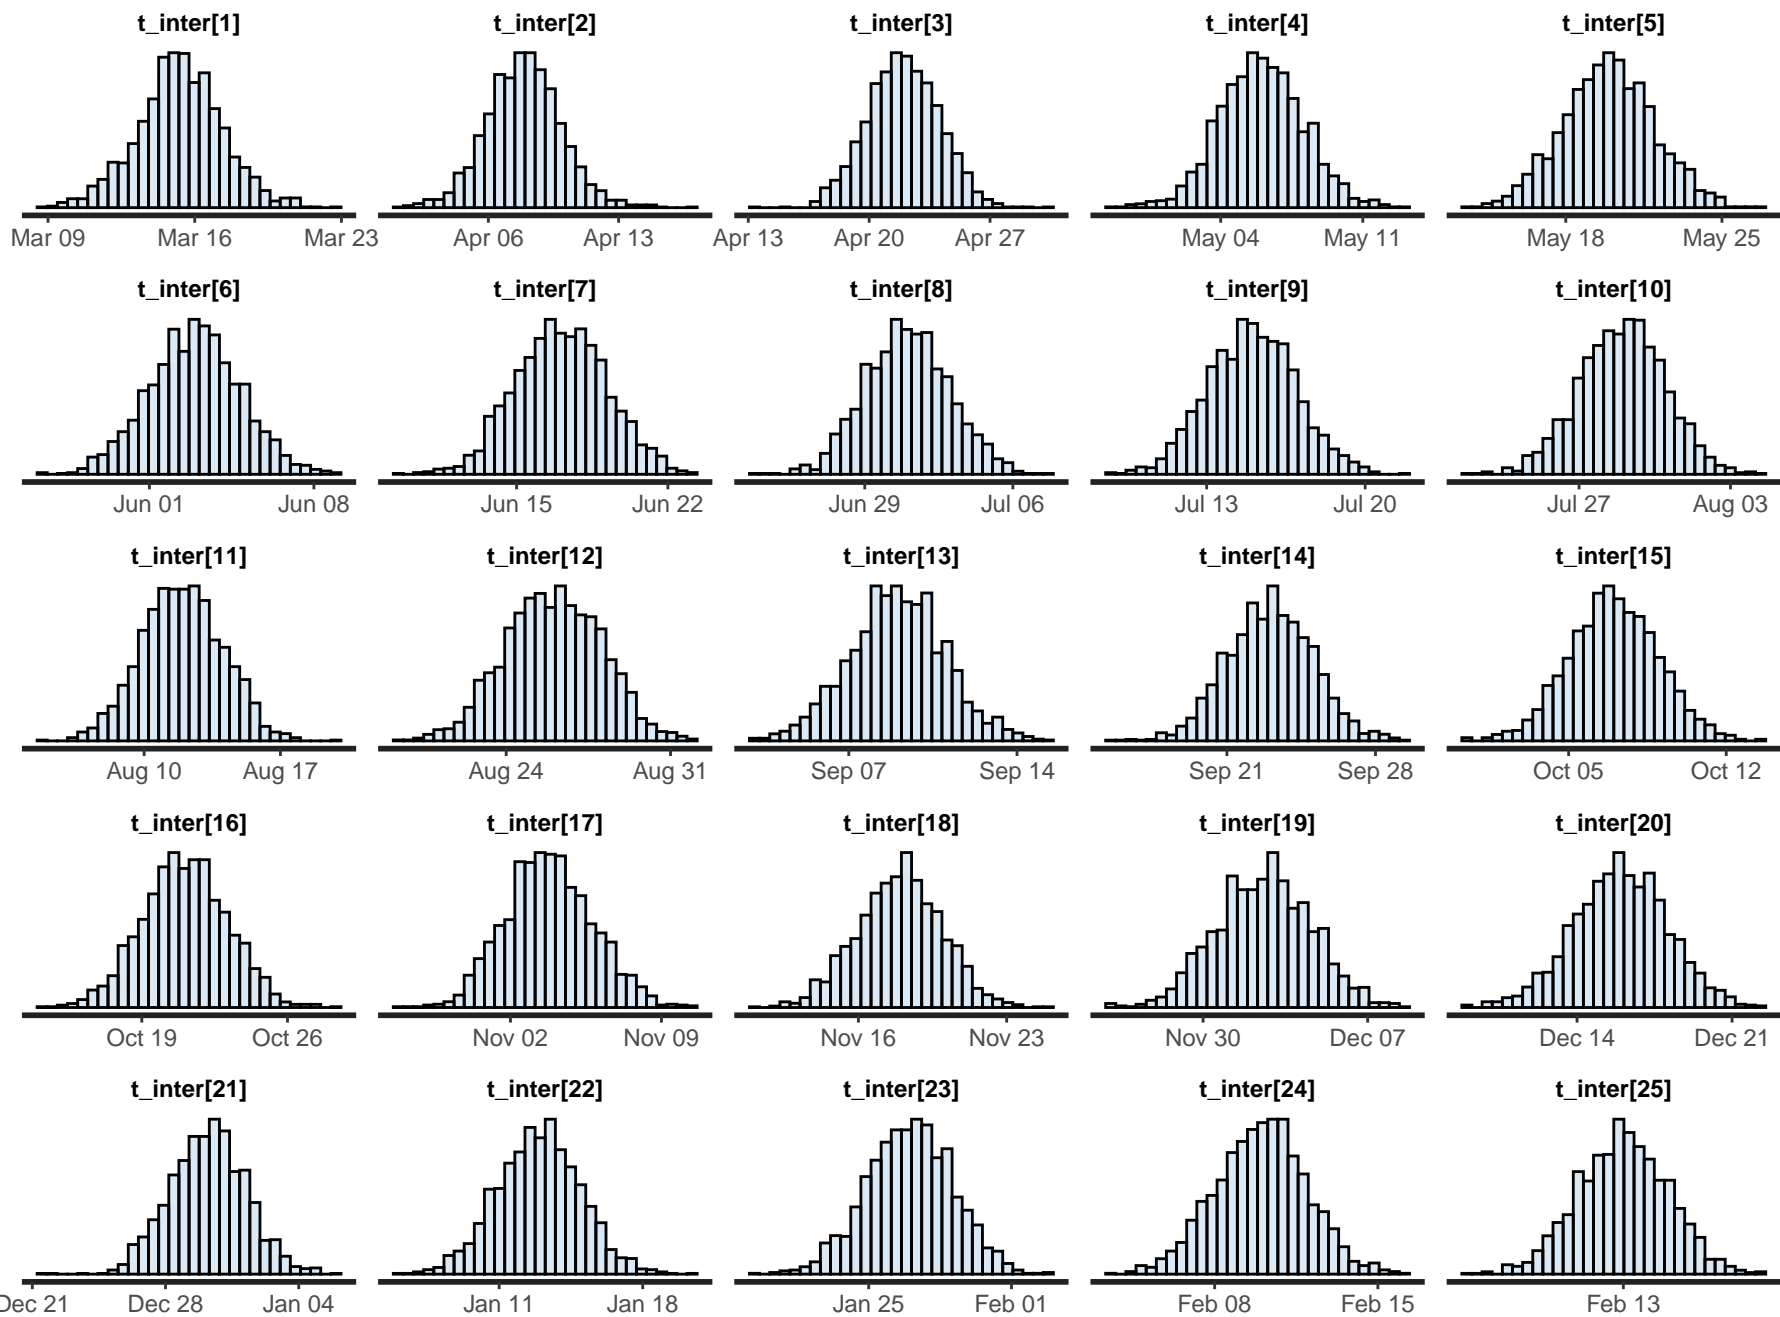 t_inter[1] t_inter[2] t_inter[3] t_inter[4] t_inter[5]
Mar 09 Mar 16 Mar 23 Apr 06 Apr 13 Apr 13 Apr 20 Apr 27 May 04 May 11 May 18 May 25
t_inter[6] t_inter[7] t_inter[8] t_inter[9] t_inter[10]
Jun 01 Jun 08 Jun 15 Jun 22 Jun 29 Jul 06 Jul 13 Jul 20 Jul 27 Aug 03
t_inter[11] t_inter[12] t_inter[13] t_inter[14] t_inter[15]
Aug 10 Aug 17 Aug 24 Aug 31 Sep 07 Sep 14 Sep 21 Sep 28 Oct 05 Oct 12
t_inter[16] t_inter[17] t_inter[18] t_inter[19] t_inter[20]
Oct 19 Oct 26 Nov 02 Nov 09 Nov 16 Nov 23 Nov 30 Dec 07 Dec 14 Dec 21
t_inter[21] t_inter[22] t_inter[23] t_inter[24] t_inter[25]
Dec 21 Dec 28 Jan 04 Jan 11 Jan 18 Jan 25 Feb 01 Feb 08 Feb 15 Feb 13